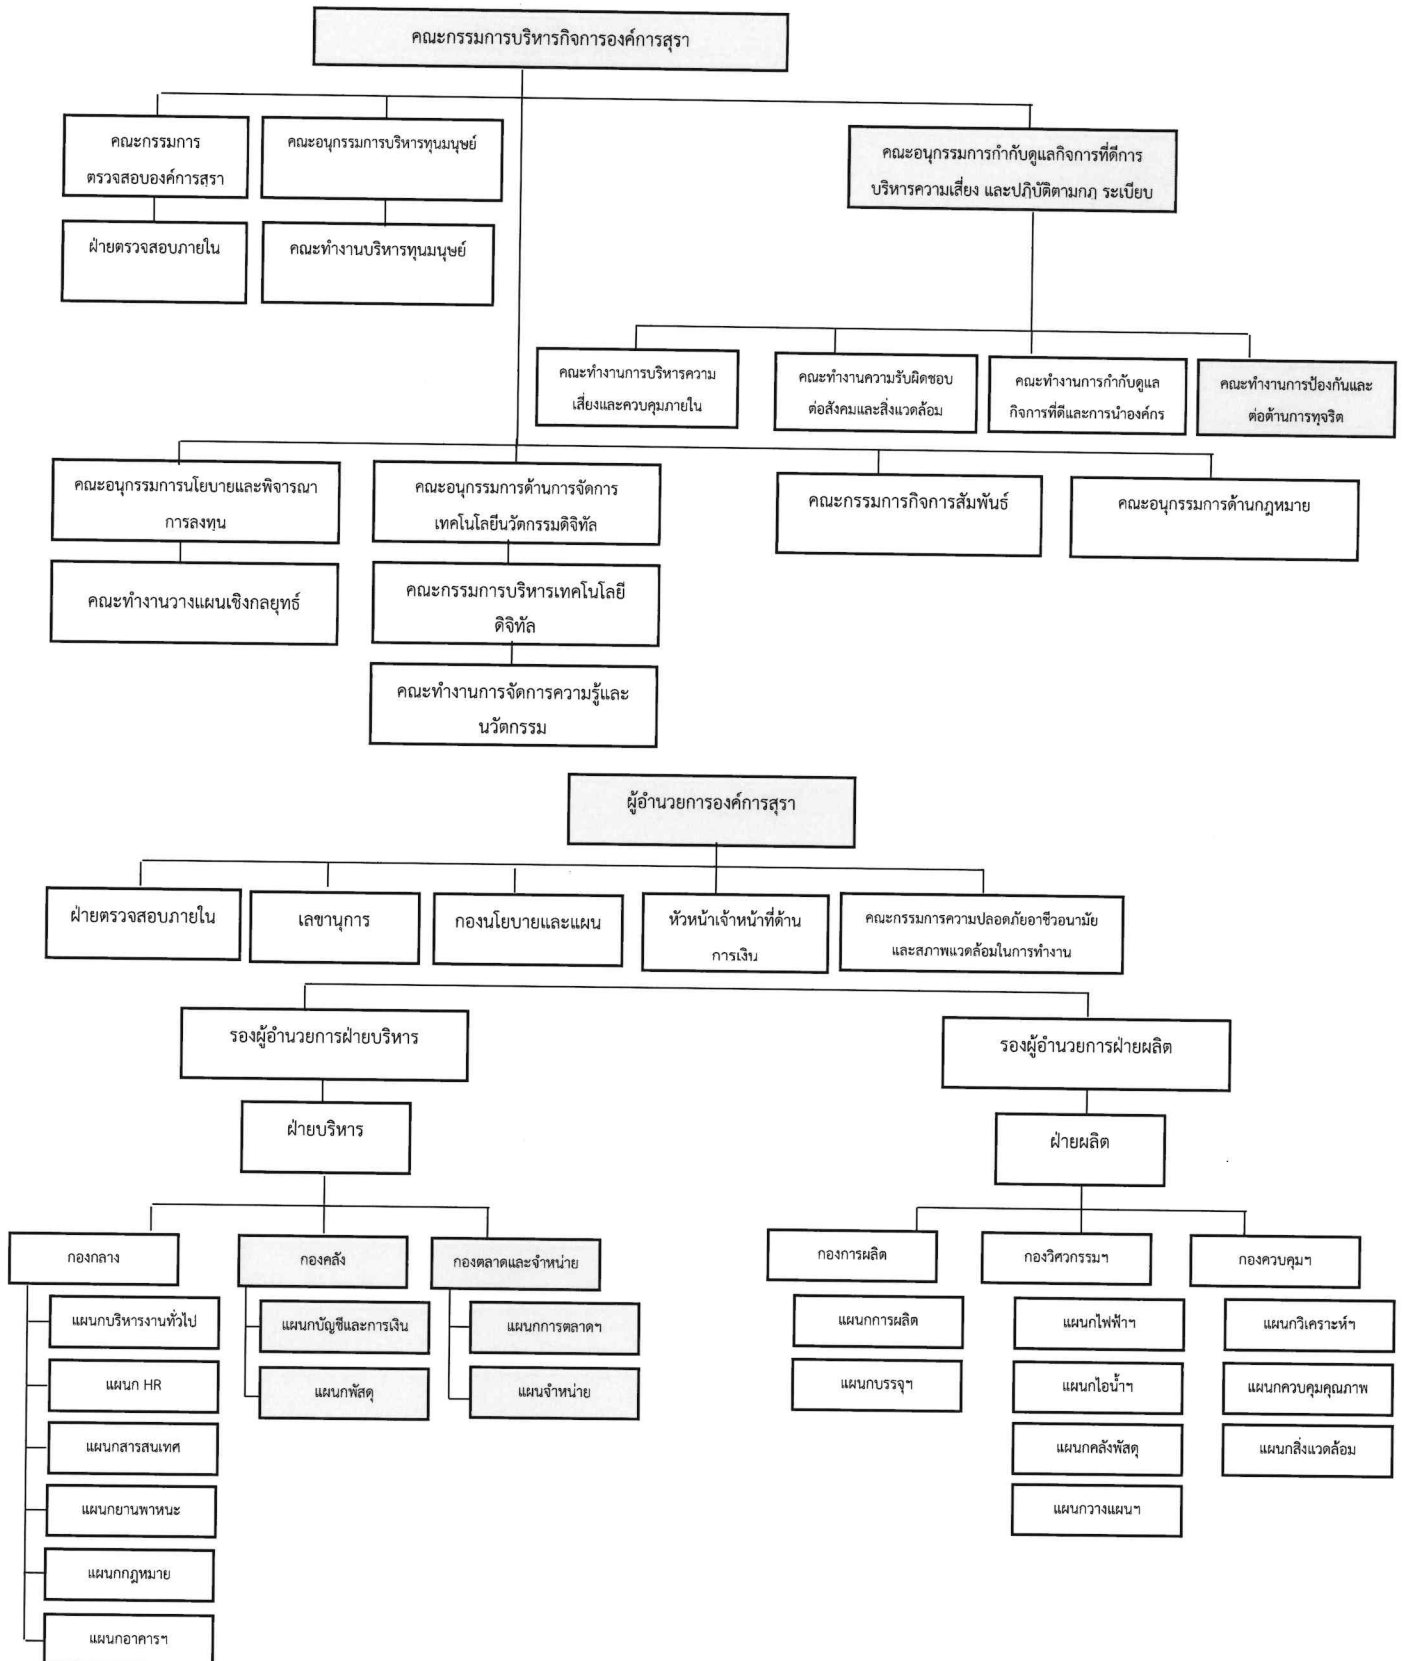 คณะกรรมการบริหารกิจการองค์การสุรา
คณะกรรมการ
ตรวจสอบองค์การสุรา
คณะอนุกรรมการบริหารทุนมนุษย์
คณะอนุกรรมการกำกับดูแลกิจการที่ดีการ
บริหารความเสี่ยง และปฏิบัติตามกฎ ระเบียบ
ฝ่ายตรวจสอบภายใน
คณะทำงานบริหารทุนมนุษย์
คณะทำงานการบริหารความ
เสี่ยงและควบคุมภายใน
คณะทำงานความรับผิดชอบ
ต่อสังคมและสิ่งแวดล้อม
คณะทำงานการกำกับดูแล
กิจการที่ดีและการนำองค์กร
คณะทำงานการป้องกันและ
ต่อต้านการทุจริต
คณะอนุกรรมการนโยบายและพิจารณา
การลงทุน
คณะอนุกรรมการด้านการจัดการ
เทคโนโลยีนวัตกรรมดิจิทัล
คณะกรรมการกิจการสัมพันธ์
คณะอนุกรรมการด้านกฎหมาย
คณะทำงานวางแผนเชิงกลยุทธ์
คณะกรรมการบริหารเทคโนโลยี
ดิจิทัล
คณะทำงานการจัดการความรู้และ
นวัตกรรม
ผู้อำนวยการองค์การสุรา
ฝ่ายตรวจสอบภายใน
เลขานุการ
กองนโยบายและแผน
หัวหน้าเจ้าหน้าที่ด้าน
การเงิน
คณะกรรมการความปลอดภัยอาชีวอนามัย
และสภาพแวดล้อมในการทำงาน
รองผู้อำนวยการฝ่ายบริหาร
รองผู้อำนวยการฝ่ายผลิต
ฝ่ายบริหาร
ฝ่ายผลิต
กองกลาง
กองคลัง
กองตลาดและจำหน่าย
กองการผลิต
กองวิศวกรรมฯ
กองควบคุมฯ
แผนกบริหารงานทั่วไป
แผนกบัญชีและการเงิน
แผนกการตลาดฯ
แผนกการผลิต
แผนกไฟฟ้าฯ
แผนกวิเคราะห์ฯ
แผนก HR
แผนกพัสดุ
แผนจำหน่าย
แผนกบรรจุฯ
แผนกไอน้ำฯ
แผนกควบคุมคุณภาพ
แผนกสารสนเทศ
แผนกคลังพัสดุ
แผนกสิ่งแวดล้อม
แผนกยานพาหนะ
แผนกวางแผนฯ
แผนกกฎหมาย
แผนกอาคารฯ